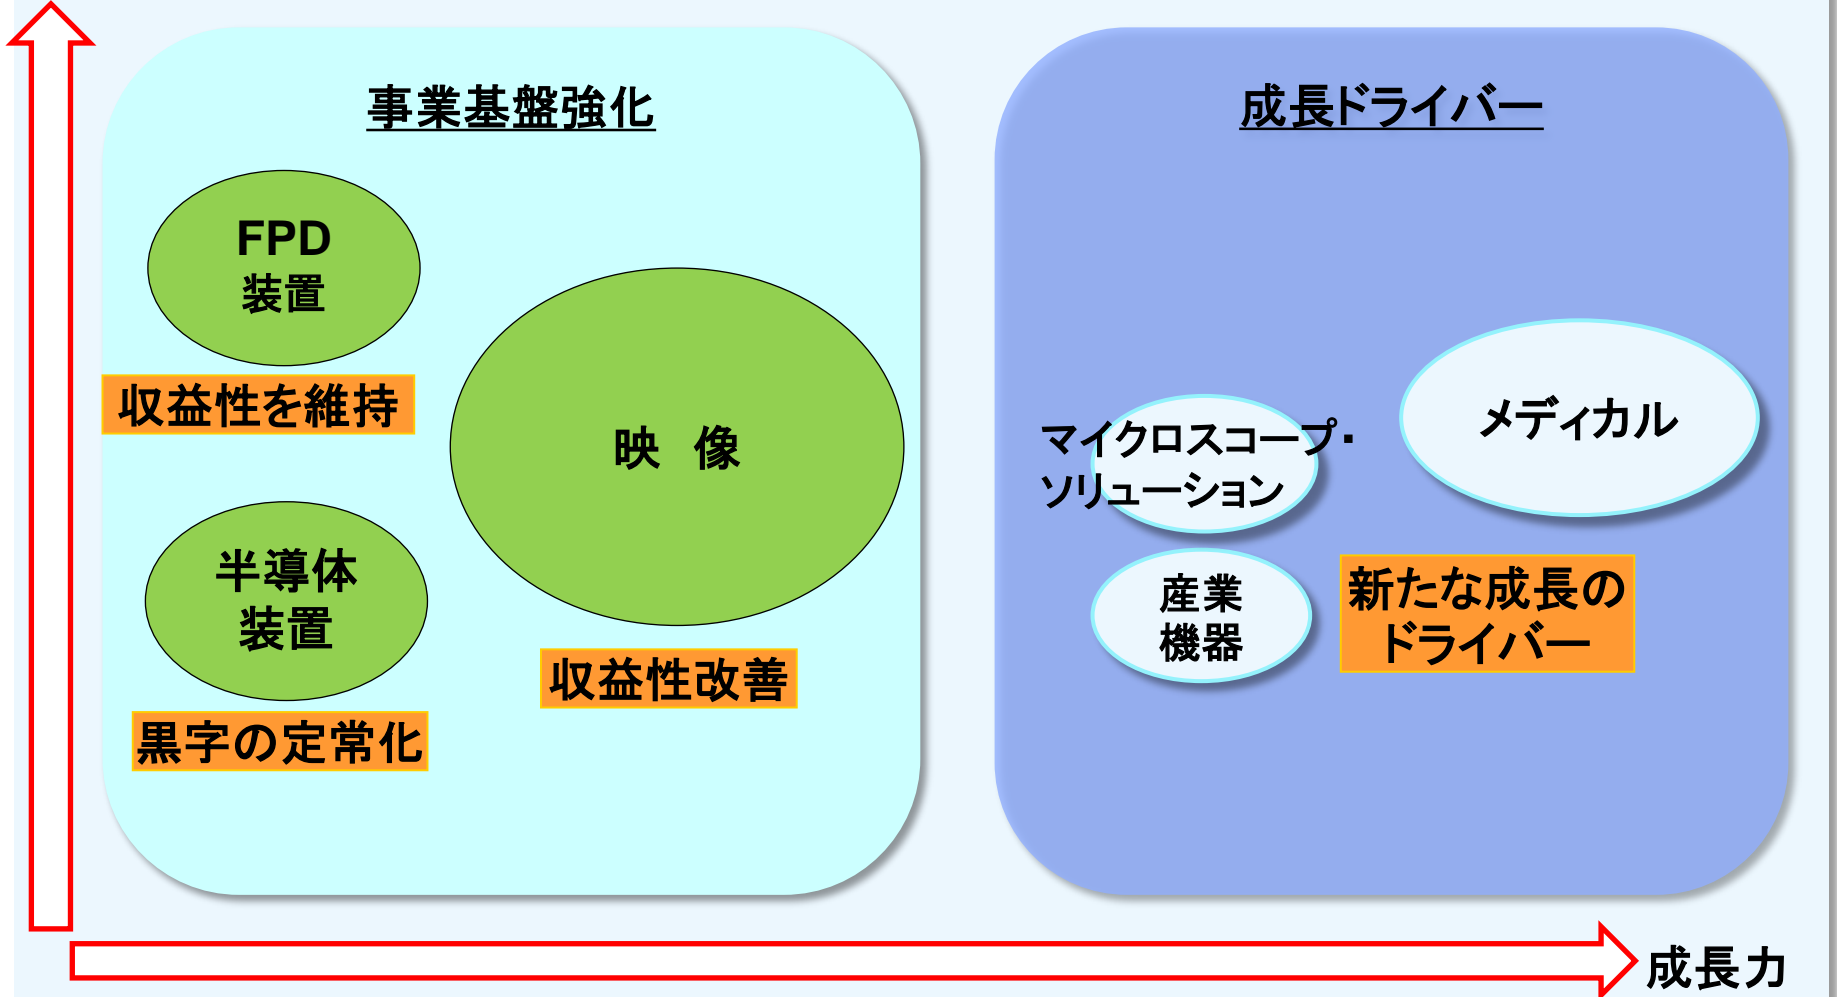 事業基盤強化
FPD
装置
収益性を維持
映 像
半導体
装置
収益性改善
黒字の定常化
成長ドライバー
マイクロスコープ・
ソリューション
メディカル
産業
機器
新たな成長の
ドライバー
成長力